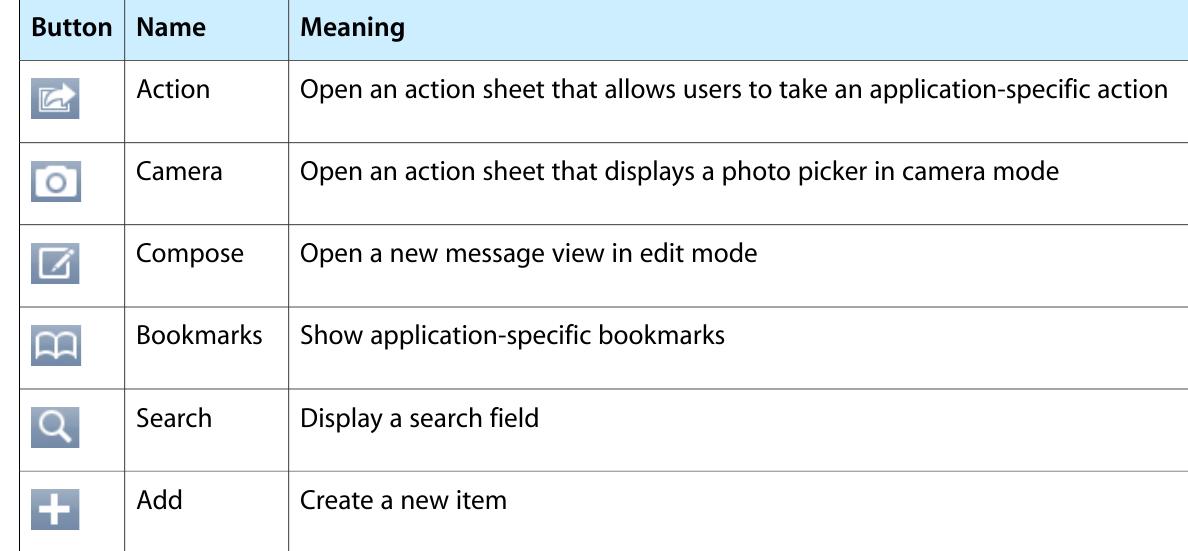 Button Name Meaning
Action Open an action sheet that allows users to take an application-specific action
Camera Open an action sheet that displays a photo picker in camera mode
Compose Open a new message view in edit mode
Bookmarks Show application-specific bookmarks
Search Display a search field
Add Create a new item